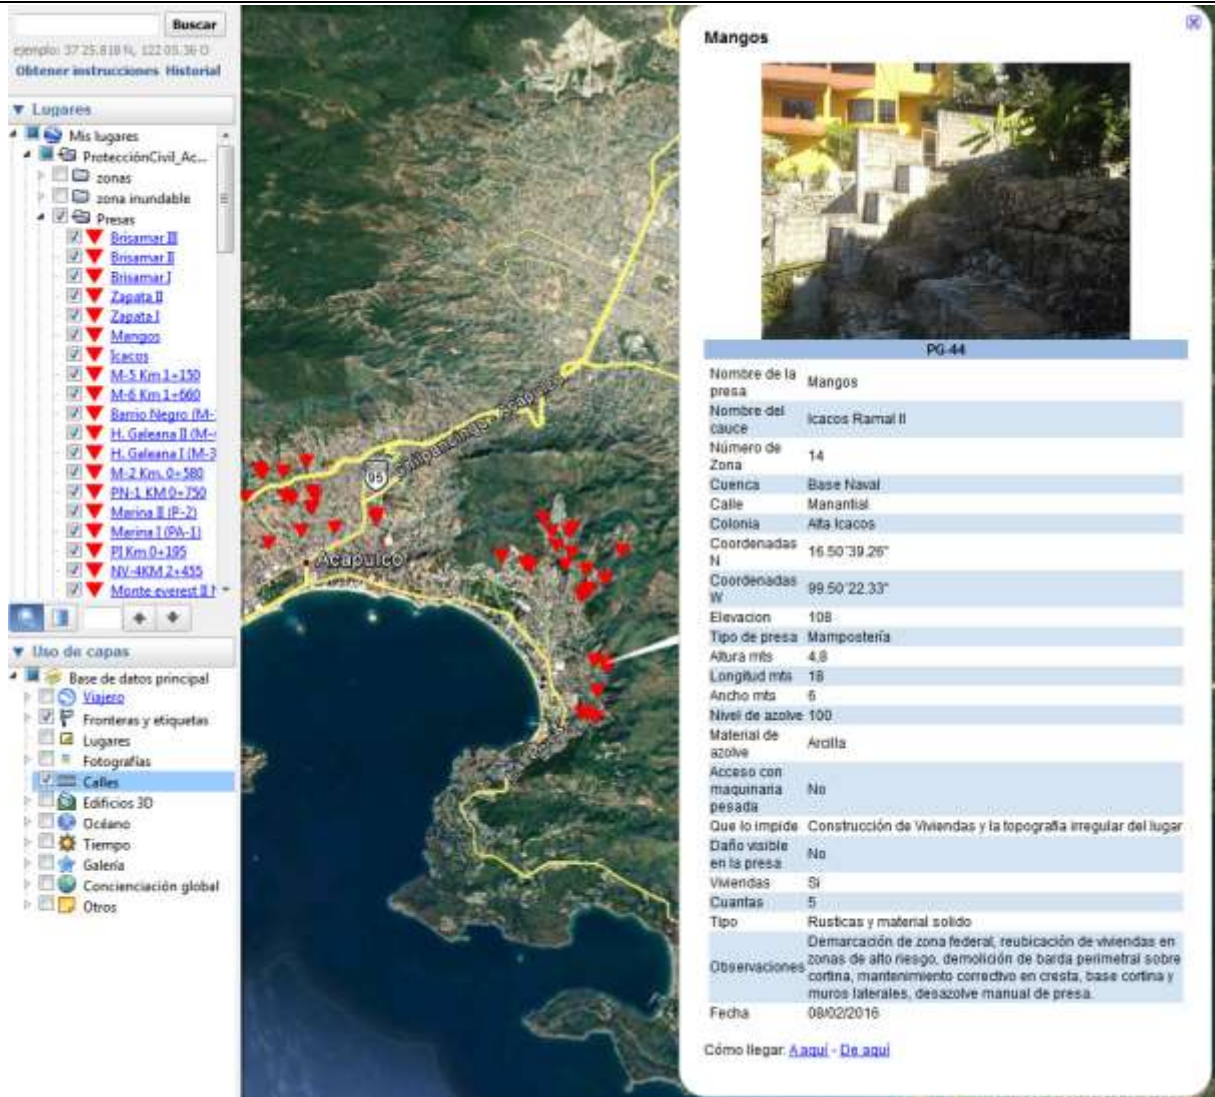 Buscar
ejemplo: 37 25.818 N, 122 05.36 O
Obtener instrucciones Historial
Lugares
Mis lugares
ProtecciónCivil_Ac...
zonas
zona inundable
Presas
Brisamar III
Brisamar II
Brisamar I
Zapata II
Zapata I
Mangos
Icacos
M-5 Km 1+150
M-6 Km 1+660
Barrio Negro (M-
H. Galeana II (M-
H. Galeana I (M-3
M-2 Km. 0+580
PN-1 KM 0+750
Marina II (P-2)
Marina I (PA-1)
PI Km 0+195
NV-4KM 2+455
Monte everest II
Uso de capas
Base de datos principal
Viajero
Fronteras y etiquetas
Lugares
Fotografías
Calles
Edificios 3D
Océano
Tiempo
Galería
Concienciación global
Otros
95
Acapulco
Mangos
PG-44
Nombre de la presa Mangos
Nombre del cauce Icacos Ramal II
Número de Zona 14
Cuenca Base Naval
Calle Manantial
Colonia Alta Icacos
Coordenadas N 16.50'39.26"
Coordenadas W 99.50'22.33"
Elevacion 108
Tipo de presa Mampostería
Altura mts 4,8
Longitud mts 18
Ancho mts 6
Nivel de azolve 100
Material de azolve Arcilla
Acceso con maquinaria pesada No
Que lo impide Construcción de Viviendas y la topografia irregular del lugar
Daño visible en la presa No
Viviendas Si
Cuantas 5
Tipo Rusticas y material solido
Observaciones Demarcación de zona federal, reubicación de viviendas en
zonas de alto riesgo, demolición de barda perimetral sobre
cortina, mantenimiento correctivo en cresta, base cortina y
muros laterales, desazolve manual de presa.
Fecha 08/02/2016
Cómo llegar: A aquí - De aquí